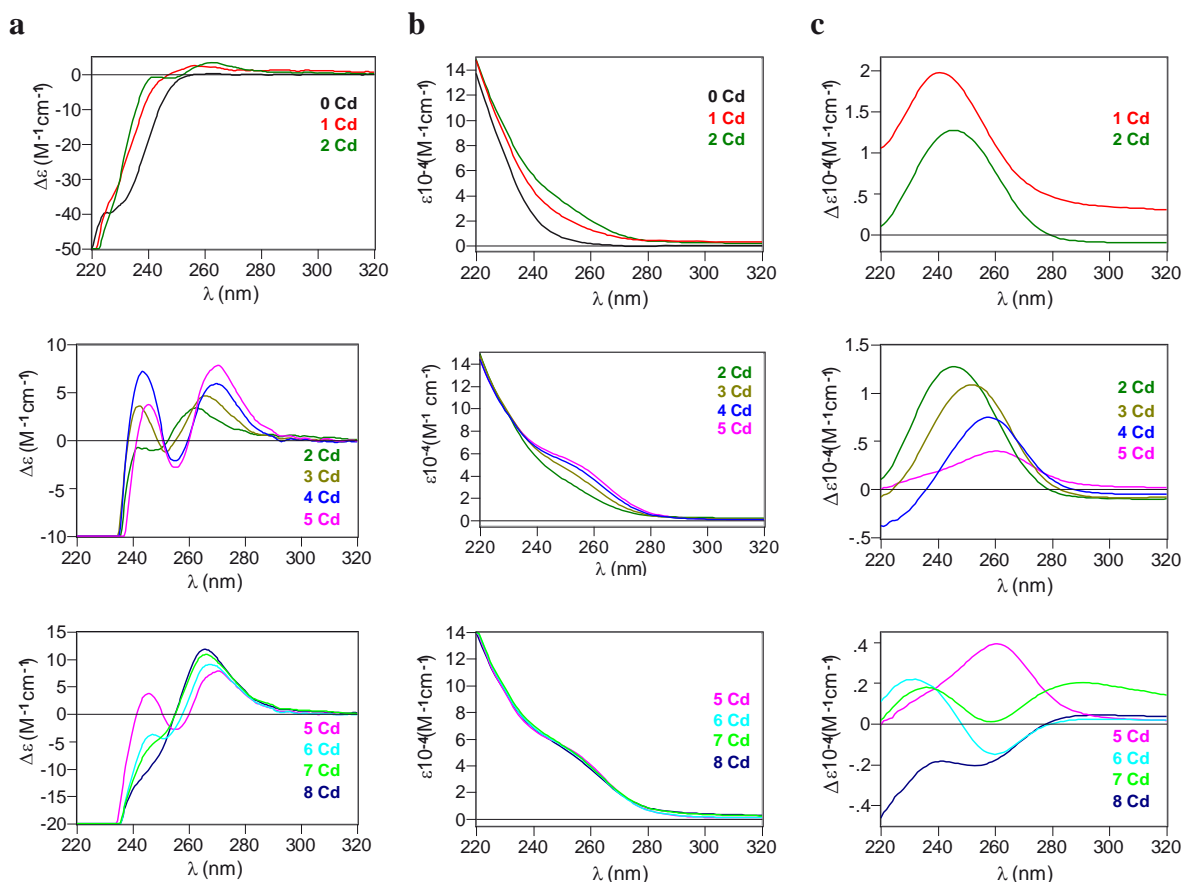 a
b
c
Δε (M⁻¹cm⁻¹)
0
-10
-20
-30
-40
-50
0 Cd
1 Cd
2 Cd
220 240 260 280 300 320
λ (nm)
ε10⁻⁴(M⁻¹cm⁻¹)
14
12
10
8
6
4
2
0
0 Cd
1 Cd
2 Cd
220 240 260 280 300 320
λ (nm)
Δε10⁻⁴(M⁻¹cm⁻¹)
2
1.5
1
.5
0
1 Cd
2 Cd
220 240 260 280 300 320
λ (nm)
Δε (M⁻¹cm⁻¹)
10
5
0
-5
-10
2 Cd
3 Cd
4 Cd
5 Cd
220 240 260 280 300 320
λ (nm)
ε10⁻⁴(M⁻¹ cm⁻¹)
14
12
10
8
6
4
2
0
2 Cd
3 Cd
4 Cd
5 Cd
220 240 260 280 300 320
λ (nm)
Δε10⁻⁴(M⁻¹cm⁻¹)
1.5
1
.5
0
-.5
2 Cd
3 Cd
4 Cd
5 Cd
220 240 260 280 300 320
λ (nm)
Δε (M⁻¹cm⁻¹)
15
10
5
0
-5
-10
-15
-20
5 Cd
6 Cd
7 Cd
8 Cd
220 240 260 280 300 320
λ (nm)
ε10⁻⁴(M⁻¹cm⁻¹)
14
12
10
8
6
4
2
0
5 Cd
6 Cd
7 Cd
8 Cd
220 240 260 280 300 320
λ (nm)
Δε10⁻⁴(M⁻¹cm⁻¹)
.4
.2
0
-.2
-.4
5 Cd
6 Cd
7 Cd
8 Cd
220 240 260 280 300 320
λ (nm)